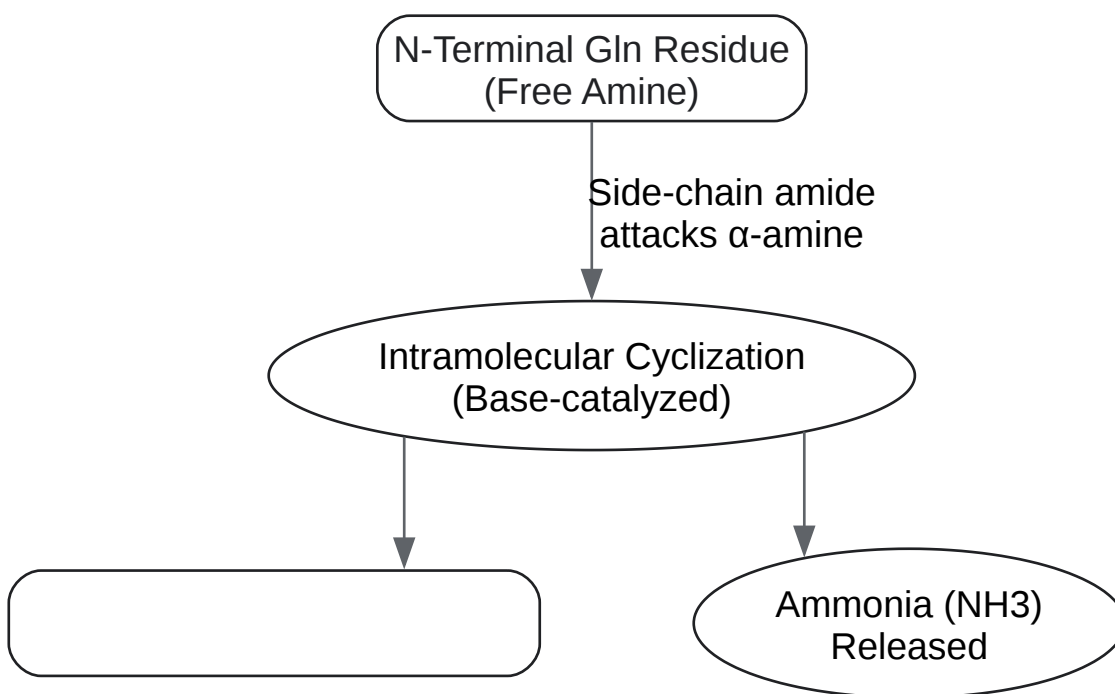 N-Terminal Gln Residue
(Free Amine)
Side-chain amide
attacks α-amine
Intramolecular Cyclization
(Base-catalyzed)
Ammonia (NH3)
Released